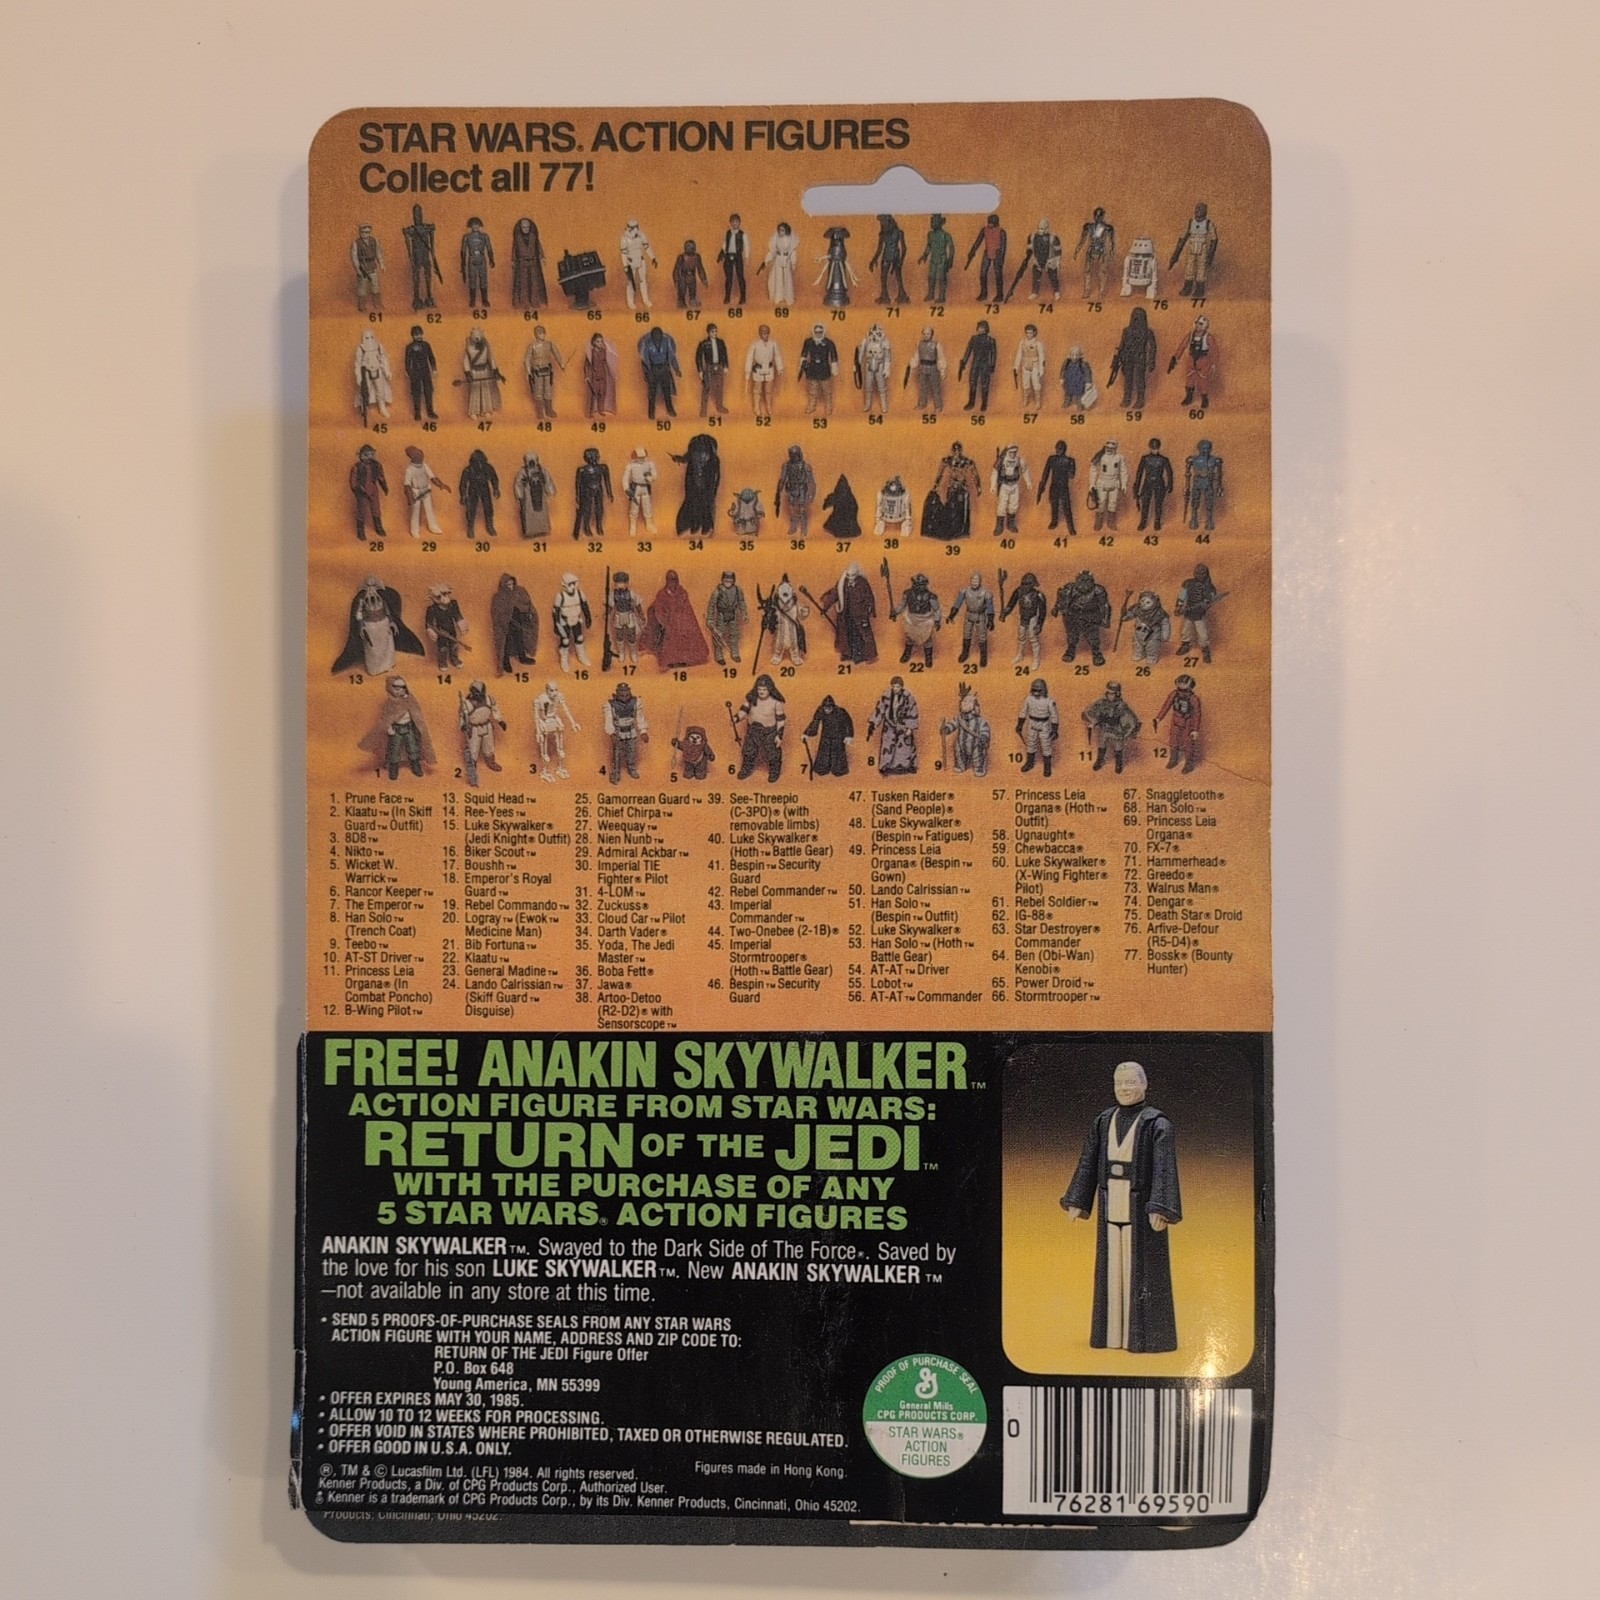 STAR WARS® ACTION FIGURES
Collect all 77!
61 62 63 64 65 66 67 68 69 70 71 72 73 74 75 76 77
45 46 47 48 49 50 51 52 53 54 55 56 57 58 59 60
28 29 30 31 32 33 34 35 36 37 38 39 40 41 42 43 44
13 14 15 16 17 18 19 20 21 22 23 24 25 26 27
1 2 3 4 5 6 7 8 9 10 11 12
1. Prune Face™
2. Klaatu™ (In Skiff
Guard™ Outfit)
3. 8D8™
4. Nikto™
5. Wicket W.
Warrick™
6. Rancor Keeper™
7. The Emperor™
8. Han Solo™
(Trench Coat)
9. Teebo™
10. AT-ST Driver™
11. Princess Leia
Organa® (In
Combat Poncho)
12. B-Wing Pilot™
13. Squid Head™
14. Ree-Yees™
15. Luke Skywalker®
(Jedi Knight® Outfit)
16. Biker Scout™
17. Boushh™
18. Emperor's Royal
Guard™
19. Rebel Commando™
20. Logray™ (Ewok™
Medicine Man)
21. Bib Fortuna™
22. Klaatu™
23. General Madine™
24. Lando Calrissian™
(Skiff Guard™
Disguise)
25. Gamorrean Guard™
26. Chief Chirpa™
27. Weequay™
28. Nien Nunb™
29. Admiral Ackbar™
30. Imperial TIE
Fighter® Pilot
31. 4-LOM™
32. Zuckuss®
33. Cloud Car™ Pilot
34. Darth Vader®
35. Yoda, The Jedi
Master™
36. Boba Fett®
37. Jawa®
38. Artoo-Detoo
(R2-D2)® with
Sensorscope™
39. See-Threepio
(C-3PO)® (with
removable limbs)
40. Luke Skywalker®
(Hoth™ Battle Gear)
41. Bespin™ Security
Guard
42. Rebel Commander™
43. Imperial
Commander™
44. Two-Onebee (2-1B)®
45. Imperial
Stormtrooper®
(Hoth™ Battle Gear)
46. Bespin™ Security
Guard
47. Tusken Raider®
(Sand People)®
48. Luke Skywalker®
(Bespin™ Fatigues)
49. Princess Leia
Organa® (Bespin™
Gown)
50. Lando Calrissian™
51. Han Solo™
(Bespin™ Outfit)
52. Luke Skywalker®
53. Han Solo™ (Hoth™
Battle Gear)
54. AT-AT™ Driver
55. Lobot™
56. AT-AT™ Commander
57. Princess Leia
Organa® (Hoth™
Outfit)
58. Ugnaught®
59. Chewbacca®
60. Luke Skywalker®
(X-Wing Fighter®
Pilot)
61. Rebel Soldier™
62. IG-88®
63. Star Destroyer®
Commander
64. Ben (Obi-Wan)
Kenobi®
65. Power Droid™
66. Stormtrooper™
67. Snaggletooth®
68. Han Solo™
69. Princess Leia
Organa®
70. FX-7®
71. Hammerhead®
72. Greedo®
73. Walrus Man®
74. Dengar®
75. Death Star® Droid
76. Arfive-Defour
(R5-D4)®
77. Bossk® (Bounty
Hunter)
FREE! ANAKIN SKYWALKER™
ACTION FIGURE FROM STAR WARS:
RETURN OF THE JEDI™
WITH THE PURCHASE OF ANY
5 STAR WARS® ACTION FIGURES
ANAKIN SKYWALKER™. Swayed to the Dark Side of The Force®. Saved by
the love for his son LUKE SKYWALKER™. New ANAKIN SKYWALKER™
—not available in any store at this time.
• SEND 5 PROOFS-OF-PURCHASE SEALS FROM ANY STAR WARS
ACTION FIGURE WITH YOUR NAME, ADDRESS AND ZIP CODE TO:
RETURN OF THE JEDI Figure Offer
P.O. Box 648
Young America, MN 55399
• OFFER EXPIRES MAY 30, 1985.
• ALLOW 10 TO 12 WEEKS FOR PROCESSING.
• OFFER VOID IN STATES WHERE PROHIBITED, TAXED OR OTHERWISE REGULATED.
• OFFER GOOD IN U.S.A. ONLY.
®, TM & © Lucasfilm Ltd. (LFL) 1984. All rights reserved.
Figures made in Hong Kong.
Kenner Products, a Div. of CPG Products Corp., Authorized User.
Kenner is a trademark of CPG Products Corp., by its Div. Kenner Products, Cincinnati, Ohio 45202.
Products, Cincinnati, Ohio 45202.
PROOF OF PURCHASE SEAL
General Mills
CPG PRODUCTS CORP.
STAR WARS®
ACTION
FIGURES
0 76281 69590